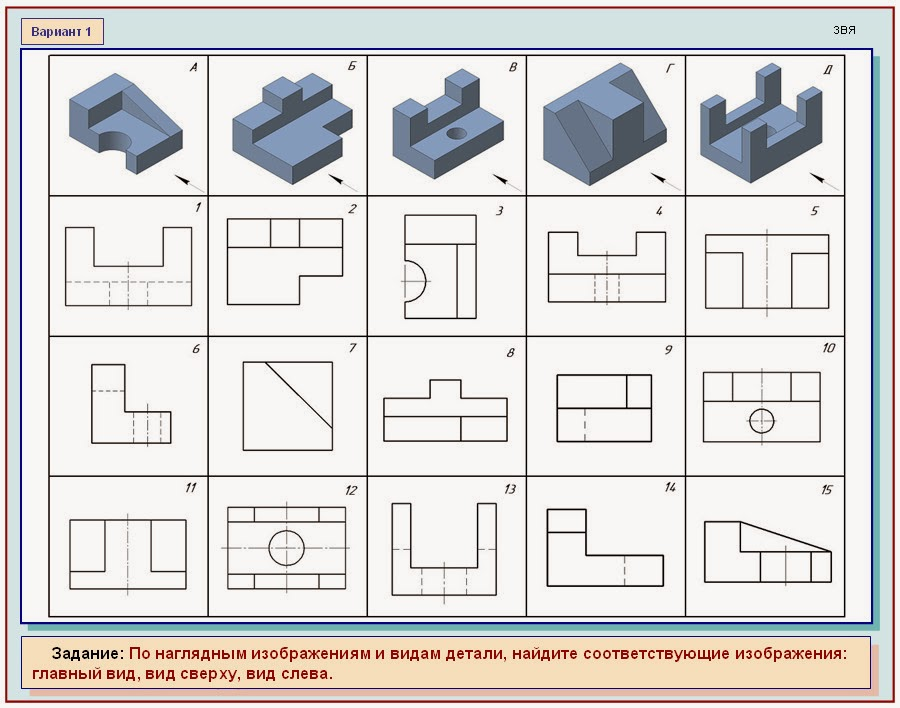 Вариант 1
ЗВЯ
А
Б
В
Г
Д
1
2
3
4
5
6
7
8
9
10
11
12
13
14
15
Задание: По наглядным изображениям и видам детали, найдите соответствующие изображения:
главный вид, вид сверху, вид слева.